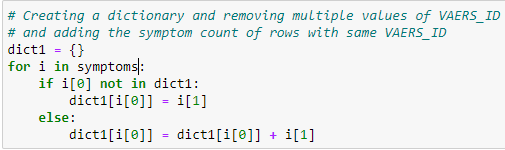 # Creating a dictionary and removing multiple values of VAERS_ID
# and adding the symptom count of rows with same VAERS_ID
dict1 = {}
for i in symptoms:
    if i[0] not in dict1:
        dict1[i[0]] = i[1]
    else:
        dict1[i[0]] = dict1[i[0]] + i[1]